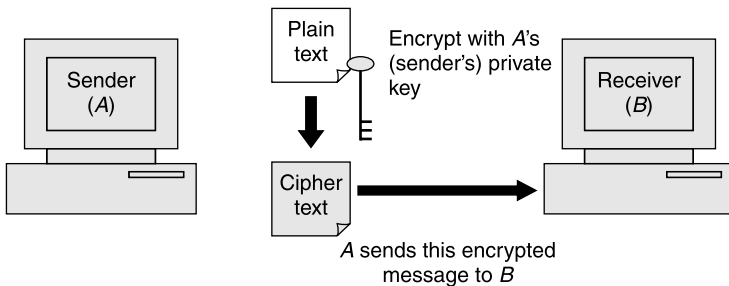 Sender
(A)
Plain
text
Encrypt with A's
(sender's) private
key
Receiver
(B)
Cipher
text
A sends this encrypted
message to B